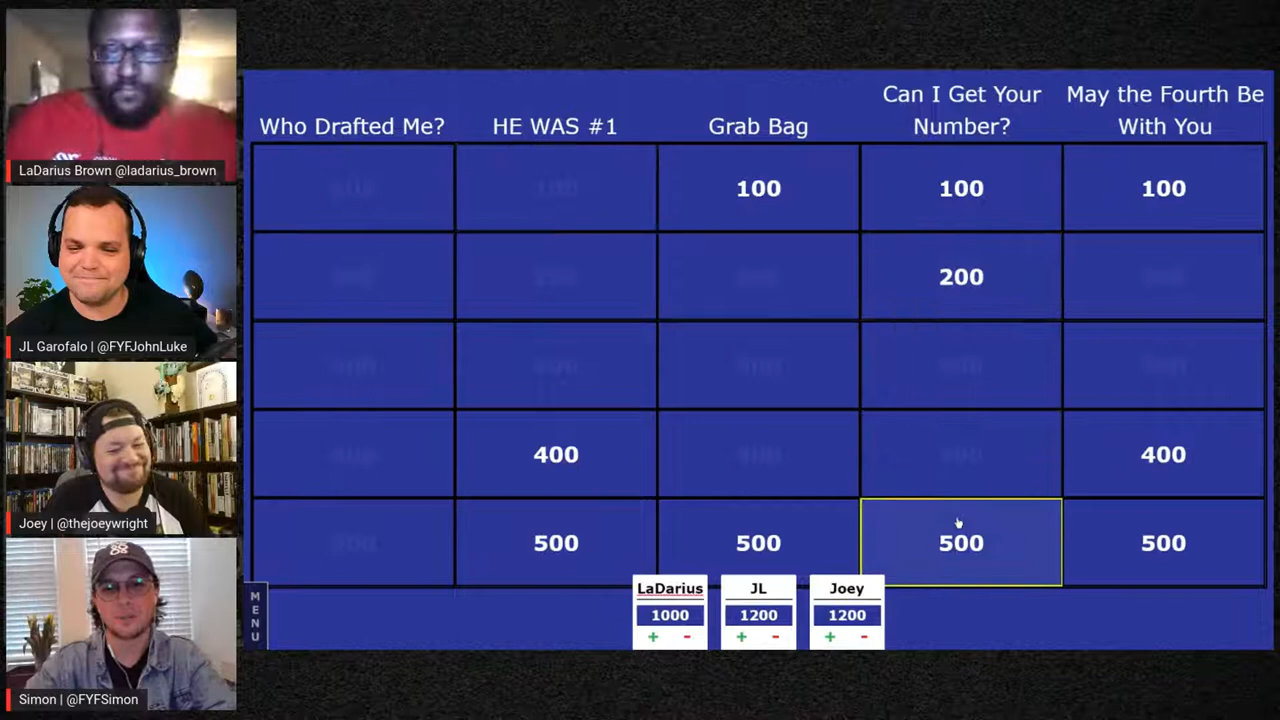 LaDarius Brown @ladarius_brown
JL Garofalo | @FYFJohnLuke
Joey | @thejoeywright
Simon | @FYFSimon
Who Drafted Me?
HE WAS #1
Grab Bag
Can I Get Your
Number?
May the Fourth Be
With You
100
100
100
200
400
400
500
500
500
500
MENU
LaDarius
1000
+ -
JL
1200
+ -
Joey
1200
+ -